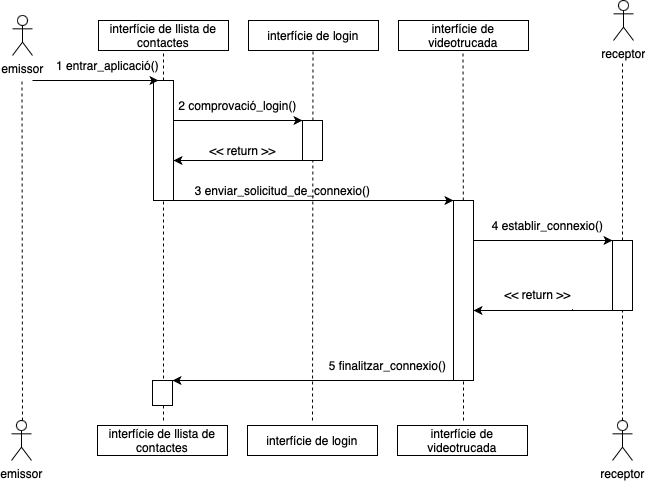 interfície de llista de
contactes
interfície de login
interfície de
videotrucada
emissor
receptor
1 entrar_aplicació()
2 comprovació_login()
<< return >>
3 enviar_solicitud_de_connexio()
4 establir_connexio()
<< return >>
5 finalitzar_connexio()
interfície de llista de
contactes
interfície de login
interfície de
videotrucada
emissor
receptor